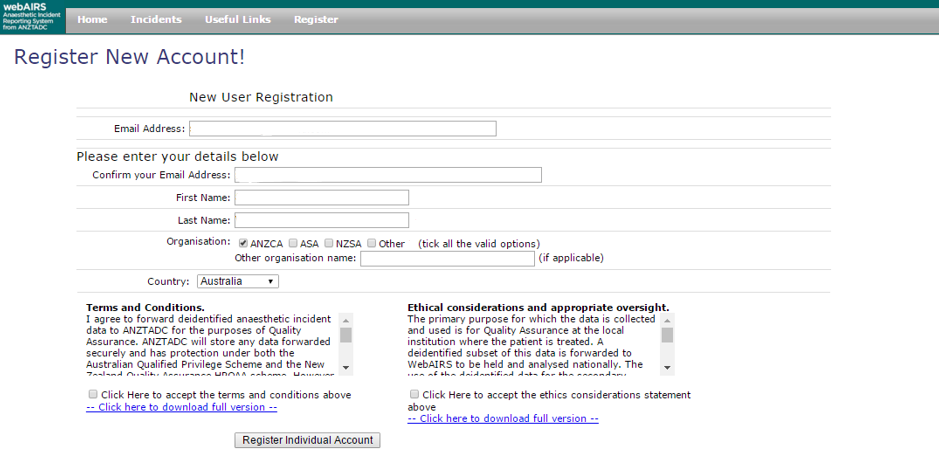 webAIRS
Anaesthetic Incident
Reporting System
from ANZTADC
Home Incidents Useful Links Register
Register New Account!
New User Registration
Email Address:
Please enter your details below
Confirm your Email Address:
First Name:
Last Name:
Organisation: ANZCA ASA NZSA Other (tick all the valid options)
Other organisation name: (if applicable)
Country: Australia
Terms and Conditions.
I agree to forward deidentified anaesthetic incident
data to ANZTADC for the purposes of Quality
Assurance. ANZTADC will store any data forwarded
securely and has protection under both the
Australian Qualified Privilege Scheme and the New
Zealand Quality Assurance HPQAA scheme. However
Click Here to accept the terms and conditions above
-- Click here to download full version --
Ethical considerations and appropriate oversight.
The primary purpose for which the data is collected
and used is for Quality Assurance at the local
institution where the patient is treated. A
deidentified subset of this data is forwarded to
WebAIRS to be held and analysed nationally. The
use of the deidentified data for the secondary
Click Here to accept the ethics considerations statement
above
-- Click here to download full version --
Register Individual Account